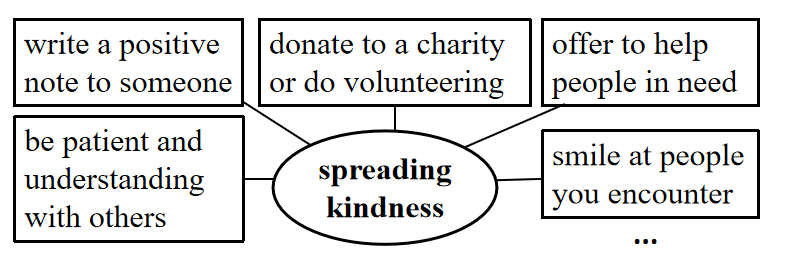 write a positive
note to someone
donate to a charity
or do volunteering
offer to help
people in need
be patient and
understanding
with others
spreading
kindness
smile at people
you encounter
...